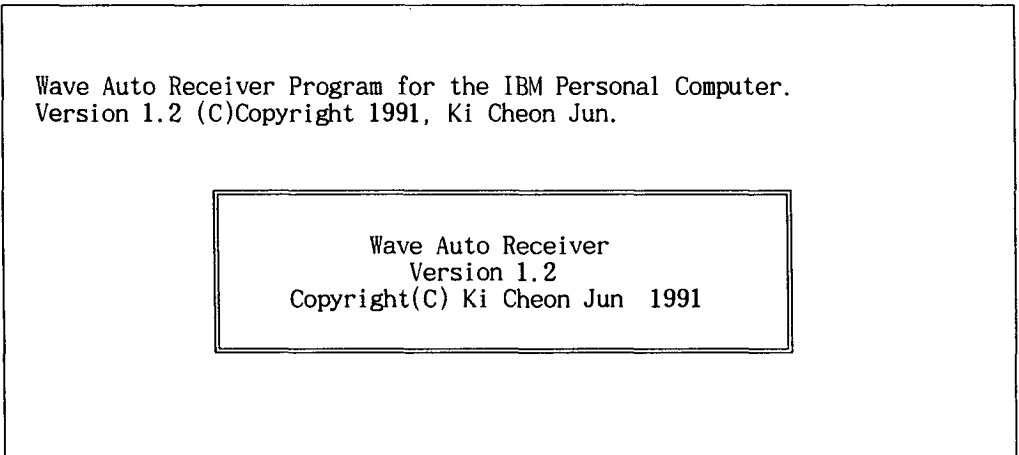 Wave Auto Receiver Program for the IBM Personal Computer.
Version 1.2 (C)Copyright 1991, Ki Cheon Jun.
Wave Auto Receiver
Version 1.2
Copyright(C) Ki Cheon Jun 1991